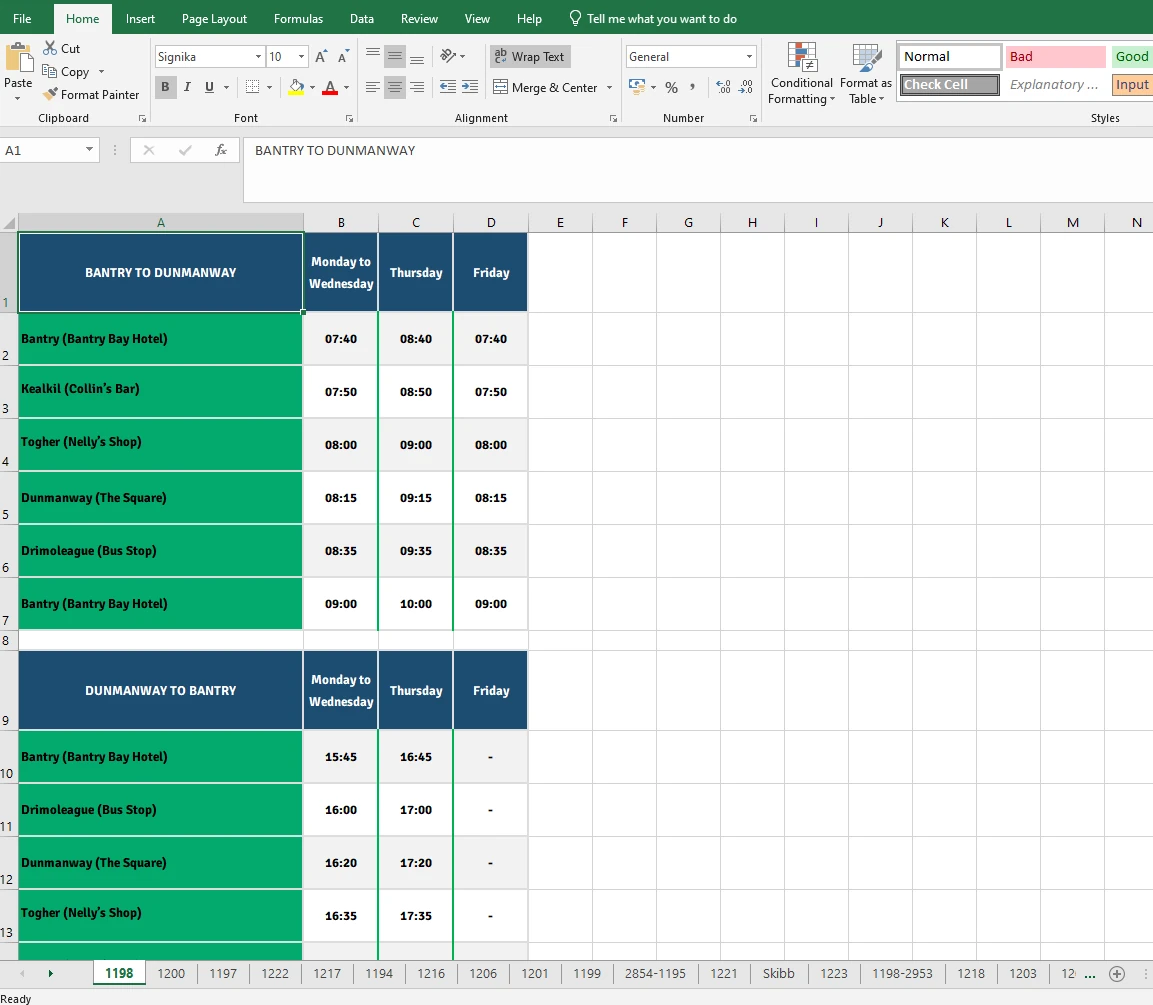 File Home Insert Page Layout Formulas Data Review View Help Tell me what you want to do
Paste Cut Copy Format Painter
Signika 10 A A B I U A
ab Wrap Text Merge & Center
General % , .00
Conditional Formatting Format as Table
Normal Bad Good
Check Cell Explanatory ... Input
Clipboard Font Alignment Number Styles
A1 fx BANTRY TO DUNMANWAY
A B C D E F G H I J K L M N
1 BANTRY TO DUNMANWAY Monday to Wednesday Thursday Friday
2 Bantry (Bantry Bay Hotel) 07:40 08:40 07:40
3 Kealkil (Collin’s Bar) 07:50 08:50 07:50
4 Togher (Nelly’s Shop) 08:00 09:00 08:00
5 Dunmanway (The Square) 08:15 09:15 08:15
6 Drimoleague (Bus Stop) 08:35 09:35 08:35
7 Bantry (Bantry Bay Hotel) 09:00 10:00 09:00
8
9 DUNMANWAY TO BANTRY Monday to Wednesday Thursday Friday
10 Bantry (Bantry Bay Hotel) 15:45 16:45 -
11 Drimoleague (Bus Stop) 16:00 17:00 -
12 Dunmanway (The Square) 16:20 17:20 -
13 Togher (Nelly’s Shop) 16:35 17:35 -
1198 1200 1197 1222 1217 1194 1216 1206 1201 1199 2854-1195 1221 Skibb 1223 1198-2953 1218 1203 ...
Ready